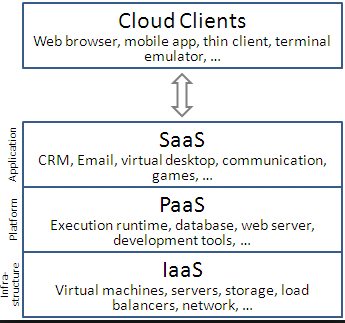 Cloud Clients
Web browser, mobile app, thin client, terminal
emulator, ...
Application
SaaS
CRM, Email, virtual desktop, communication,
games, ...
Platform
PaaS
Execution runtime, database, web server,
development tools, ...
Infra-
structure
IaaS
Virtual machines, servers, storage, load
balancers, network, ...